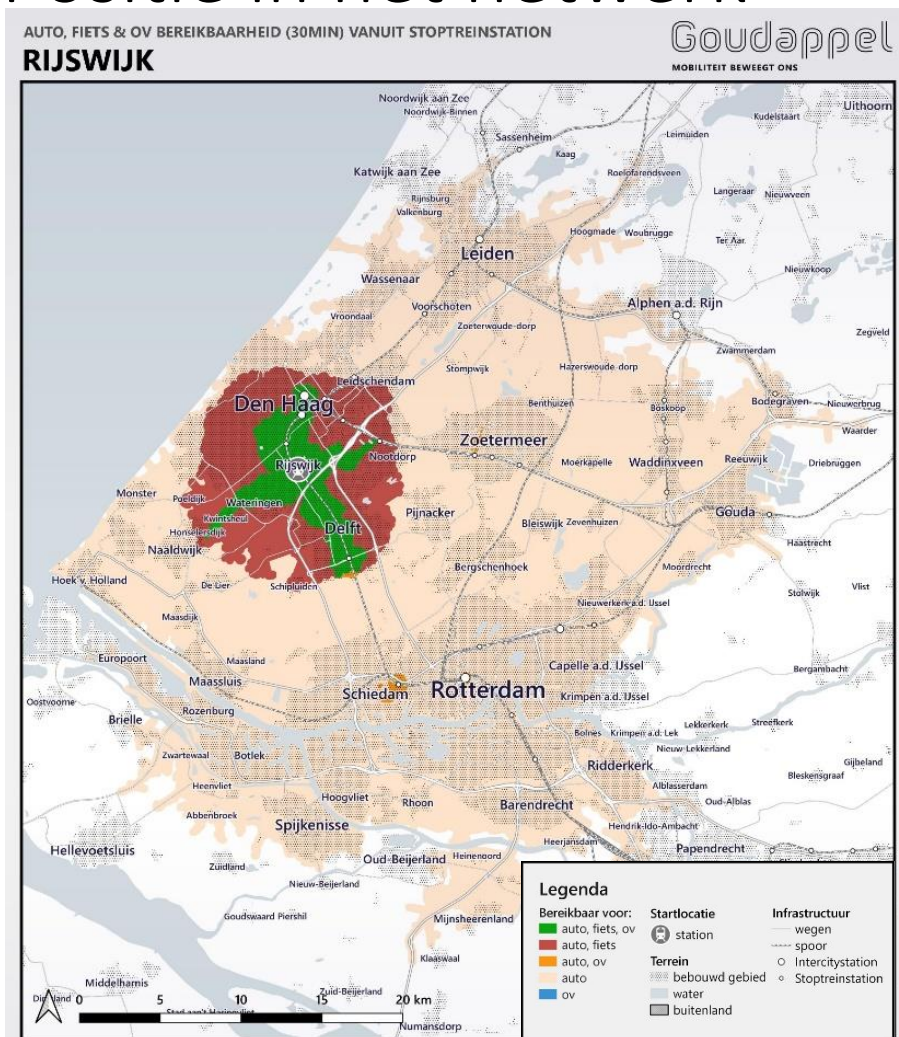 Positie in het netwerk
AUTO, FIETS & OV BEREIKBAARHEID (30MIN) VANUIT STOPTREINSTATION
RIJSWIJK
Goudappel
MOBILITEIT BEWEEGT ONS
Noordwijk aan Zee
Noordwijk-Binnen
Uithoorn
Kudelstaart
Sassenheim
Leimuiden
Kaag
Katwijk aan Zee
Roelofarendsveen
Rijnsburg
Langeraar
Nieuwveen
Valkenburg
Hoogmade
Woubrugge
Ter Aar
Leiden
Nieuwkoop
Wassenaar
Voorschoten
Alphen a.d. Rijn
Vroondaal
Zoeterwoude-dorp
Zegveld
Zwammerdam
Stompwijk
Hazerswoude-dorp
Leidschendam
Den Haag
Benthuizen
Boskoop
Bodegraven
Nieuwerbrug
Waarder
Zoetermeer
Nootdorp
Rijswijk
Moerkapelle
Waddinxveen
Reeuwijk
Driebruggen
Monster
Poeldijk
Wateringen
Kwintsheul
Pijnacker
Gouda
Honselersdijk
Delft
Bleiswijk
Zevenhuizen
Naaldwijk
Haastrecht
Bergschenhoek
Moordrecht
Hoek v. Holland
De Lier
Schipluiden
Stolwijk
Vlist
Nieuwerkerk a.d. IJssel
Maasdijk
Europoort
Maasland
Capelle a.d. IJssel
Bergambacht
Maassluis
Schiedam
Rotterdam
Krimpen a.d. IJssel
Oostvoorne
Rozenburg
Brielle
Lekkerkerk
Streefkerk
Bolnes
Krimpen a.d. Lek
Zwartewaal
Botlek
Nieuw-Lekkerland
Ridderkerk
Gijbeland
Bleskensgraaf
Heenvliet
Alblasserdam
Hoogvliet
Rhoon
Barendrecht
Oud-Alblas
Abbenbroek
Spijkenisse
Hendrik-Ido-Ambacht
Heerjansdam
Papendrecht
Hellevoetsluis
Oud-Beijerland
Heinenoord
Zuidland
Nieuw-Beijerland
Goudswaard
Piershil
Mijnsheerenland
Klaaswaal
Middelharnis
Zuid-Beijerland
Numansdorp
0 5 10 15 20 km
Stad aan't Haringvliet
Legenda
Bereikbaar voor:
auto, fiets, ov
auto, fiets
auto, ov
auto
ov
Startlocatie
station
Terrein
bebouwd gebied
water
buitenland
Infrastructuur
wegen
spoor
Intercitystation
Stoptreinstation